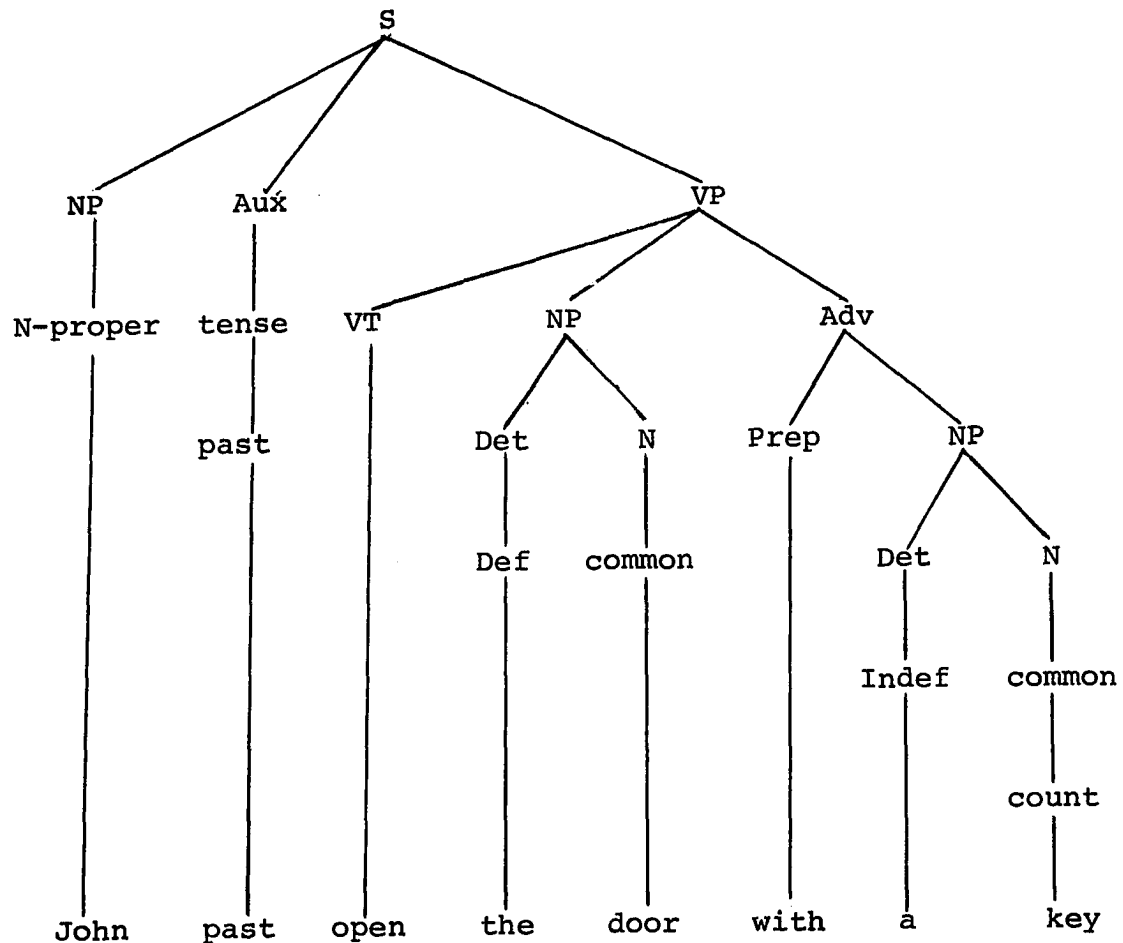 S
NP Aux VP
N-proper tense VT NP Adv
past Det N Prep NP
Def common Det N
Indef common
count
John past open the door with a key